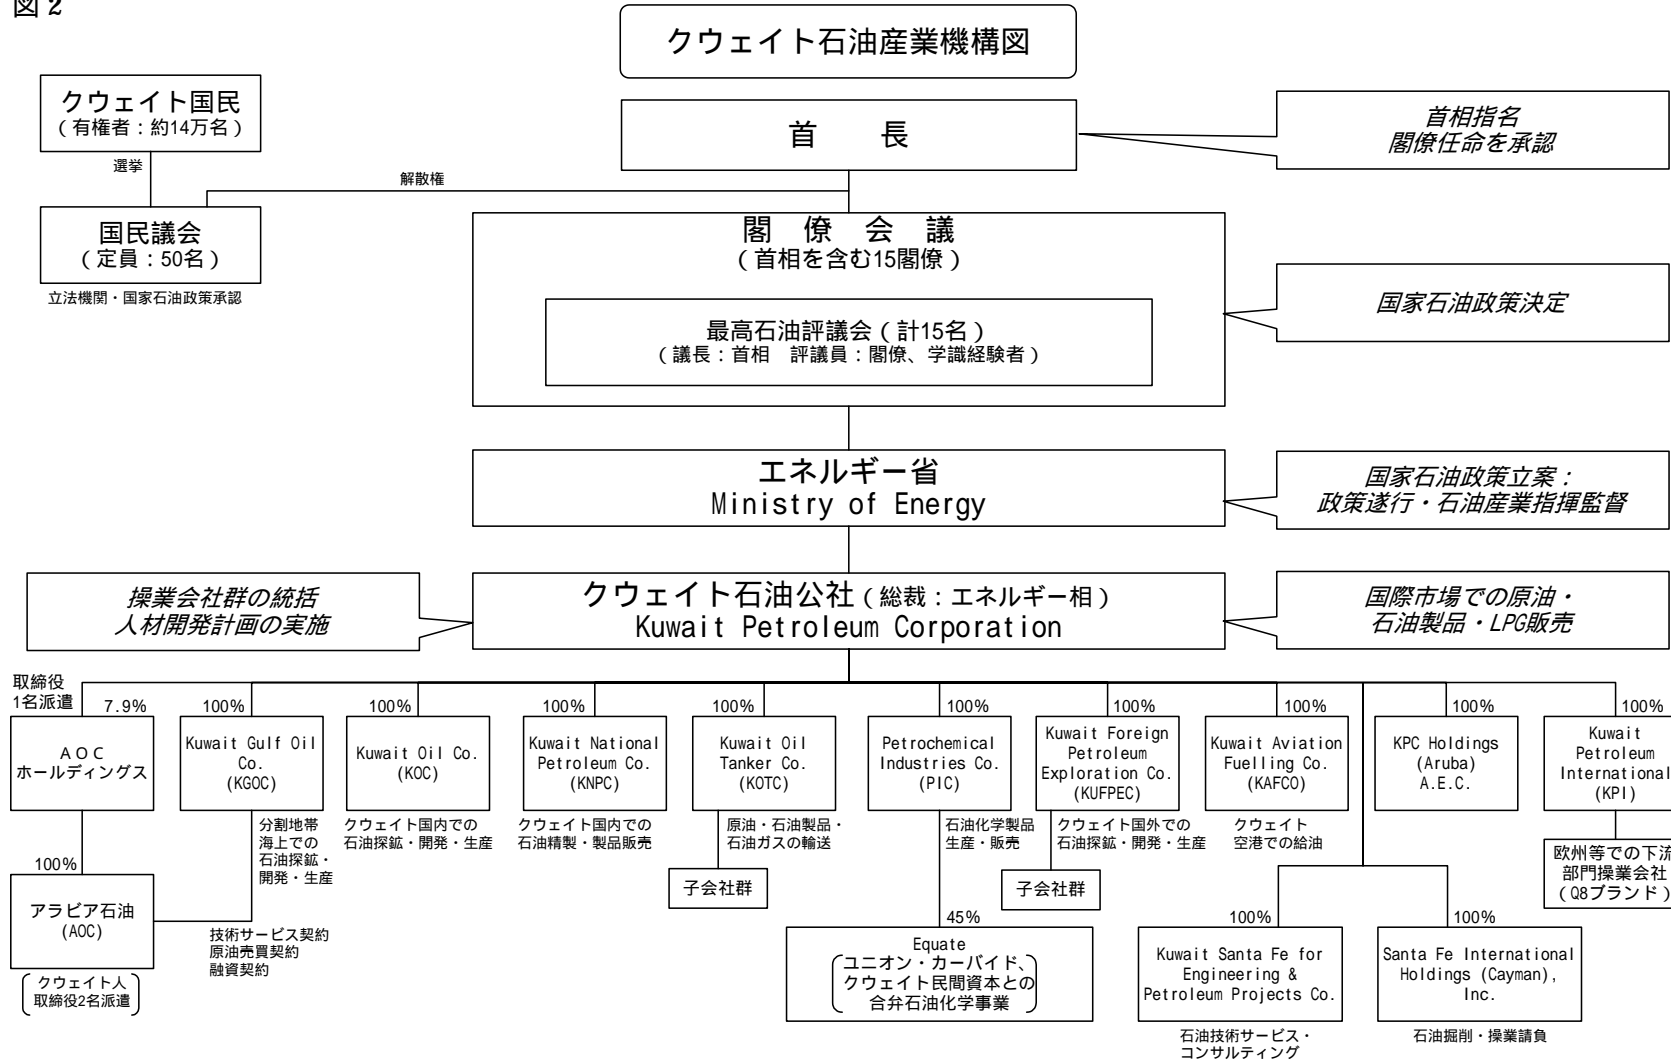 図2
クウェイト石油産業機構図
クウェイト国民
(有権者:約14万名)
選挙
国民議会
(定員:50名)
立法機関・国家石油政策承認
解散権
首 長
首相指名
閣僚任命を承認
閣 僚 会 議
(首相を含む15閣僚)
最高石油評議会(計15名)
(議長:首相 評議員:閣僚、学識経験者)
国家石油政策決定
エネルギー省
Ministry of Energy
国家石油政策立案:
政策遂行・石油産業指揮監督
操業会社群の統括
人材開発計画の実施
クウェイト石油公社(総裁:エネルギー相)
Kuwait Petroleum Corporation
国際市場での原油・
石油製品・LPG販売
取締役
1名派遣
7.9%
AOC
ホールディングス
100%
アラビア石油
(AOC)
クウェイト人
取締役2名派遣
100%
Kuwait Gulf Oil
Co.
(KGOC)
分割地帯
海上での
石油探鉱・
開発・生産
技術サービス契約
原油売買契約
融資契約
100%
Kuwait Oil Co.
(KOC)
クウェイト国内での
石油探鉱・開発・生産
100%
Kuwait National
Petroleum Co.
(KNPC)
クウェイト国内での
石油精製・製品販売
100%
Kuwait Oil
Tanker Co.
(KOTC)
原油・石油製品・
石油ガスの輸送
子会社群
100%
Petrochemical
Industries Co.
(PIC)
石油化学製品
生産・販売
45%
Equate
ユニオン・カーバイド、
クウェイト民間資本との
合弁石油化学事業
100%
Kuwait Foreign
Petroleum
Exploration Co.
(KUFPEC)
クウェイト国外での
石油探鉱・開発・生産
子会社群
100%
Kuwait Aviation
Fuelling Co.
(KAFCO)
クウェイト
空港での給油
100%
Kuwait Santa Fe for
Engineering &
Petroleum Projects Co.
石油技術サービス・
コンサルティング
100%
Santa Fe International
Holdings (Cayman),
Inc.
石油掘削・操業請負
100%
KPC Holdings
(Aruba)
A.E.C.
100%
Kuwait
Petroleum
International
(KPI)
欧州等での下流
部門操業会社
(Q8ブランド)